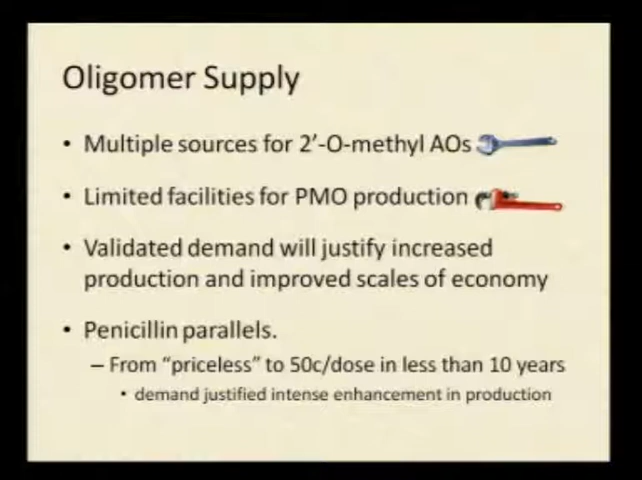 Oligomer Supply
• Multiple sources for 2’-O-methyl AOs
• Limited facilities for PMO production
• Validated demand will justify increased
production and improved scales of economy
• Penicillin parallels.
– From “priceless” to 50c/dose in less than 10 years
• demand justified intense enhancement in production